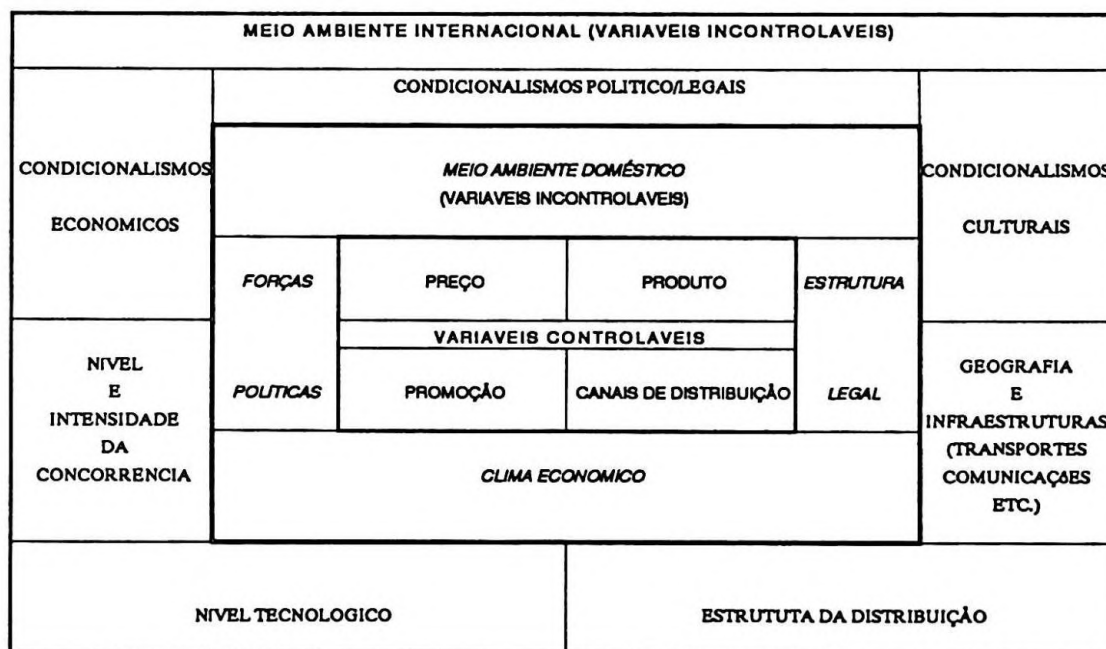 MEIO AMBIENTE INTERNACIONAL (VARIAVEIS INCONTROLAVEIS)
CONDICIONALISMOS POLITICO/LEGAIS
CONDICIONALISMOS
ECONOMICOS
MEIO AMBIENTE DOMÉSTICO
(VARIAVEIS INCONTROLAVEIS)
CONDICIONALISMOS
CULTURAIS
FORÇAS
PREÇO
PRODUTO
ESTRUTURA
VARIAVEIS CONTROLAVEIS
POLÍTICAS
PROMOÇÃO
CANAIS DE DISTRIBUIÇÃO
LEGAL
NIVEL
E
INTENSIDADE
DA
CONCORRENCIA
GEOGRAFIA
E
INFRAESTRUTURAS
(TRANSPORTES
COMUNICAÇÕES
ETC.)
CLIMA ECONOMICO
NIVEL TECNOLOGICO
ESTRUTUTA DA DISTRIBUIÇÃO